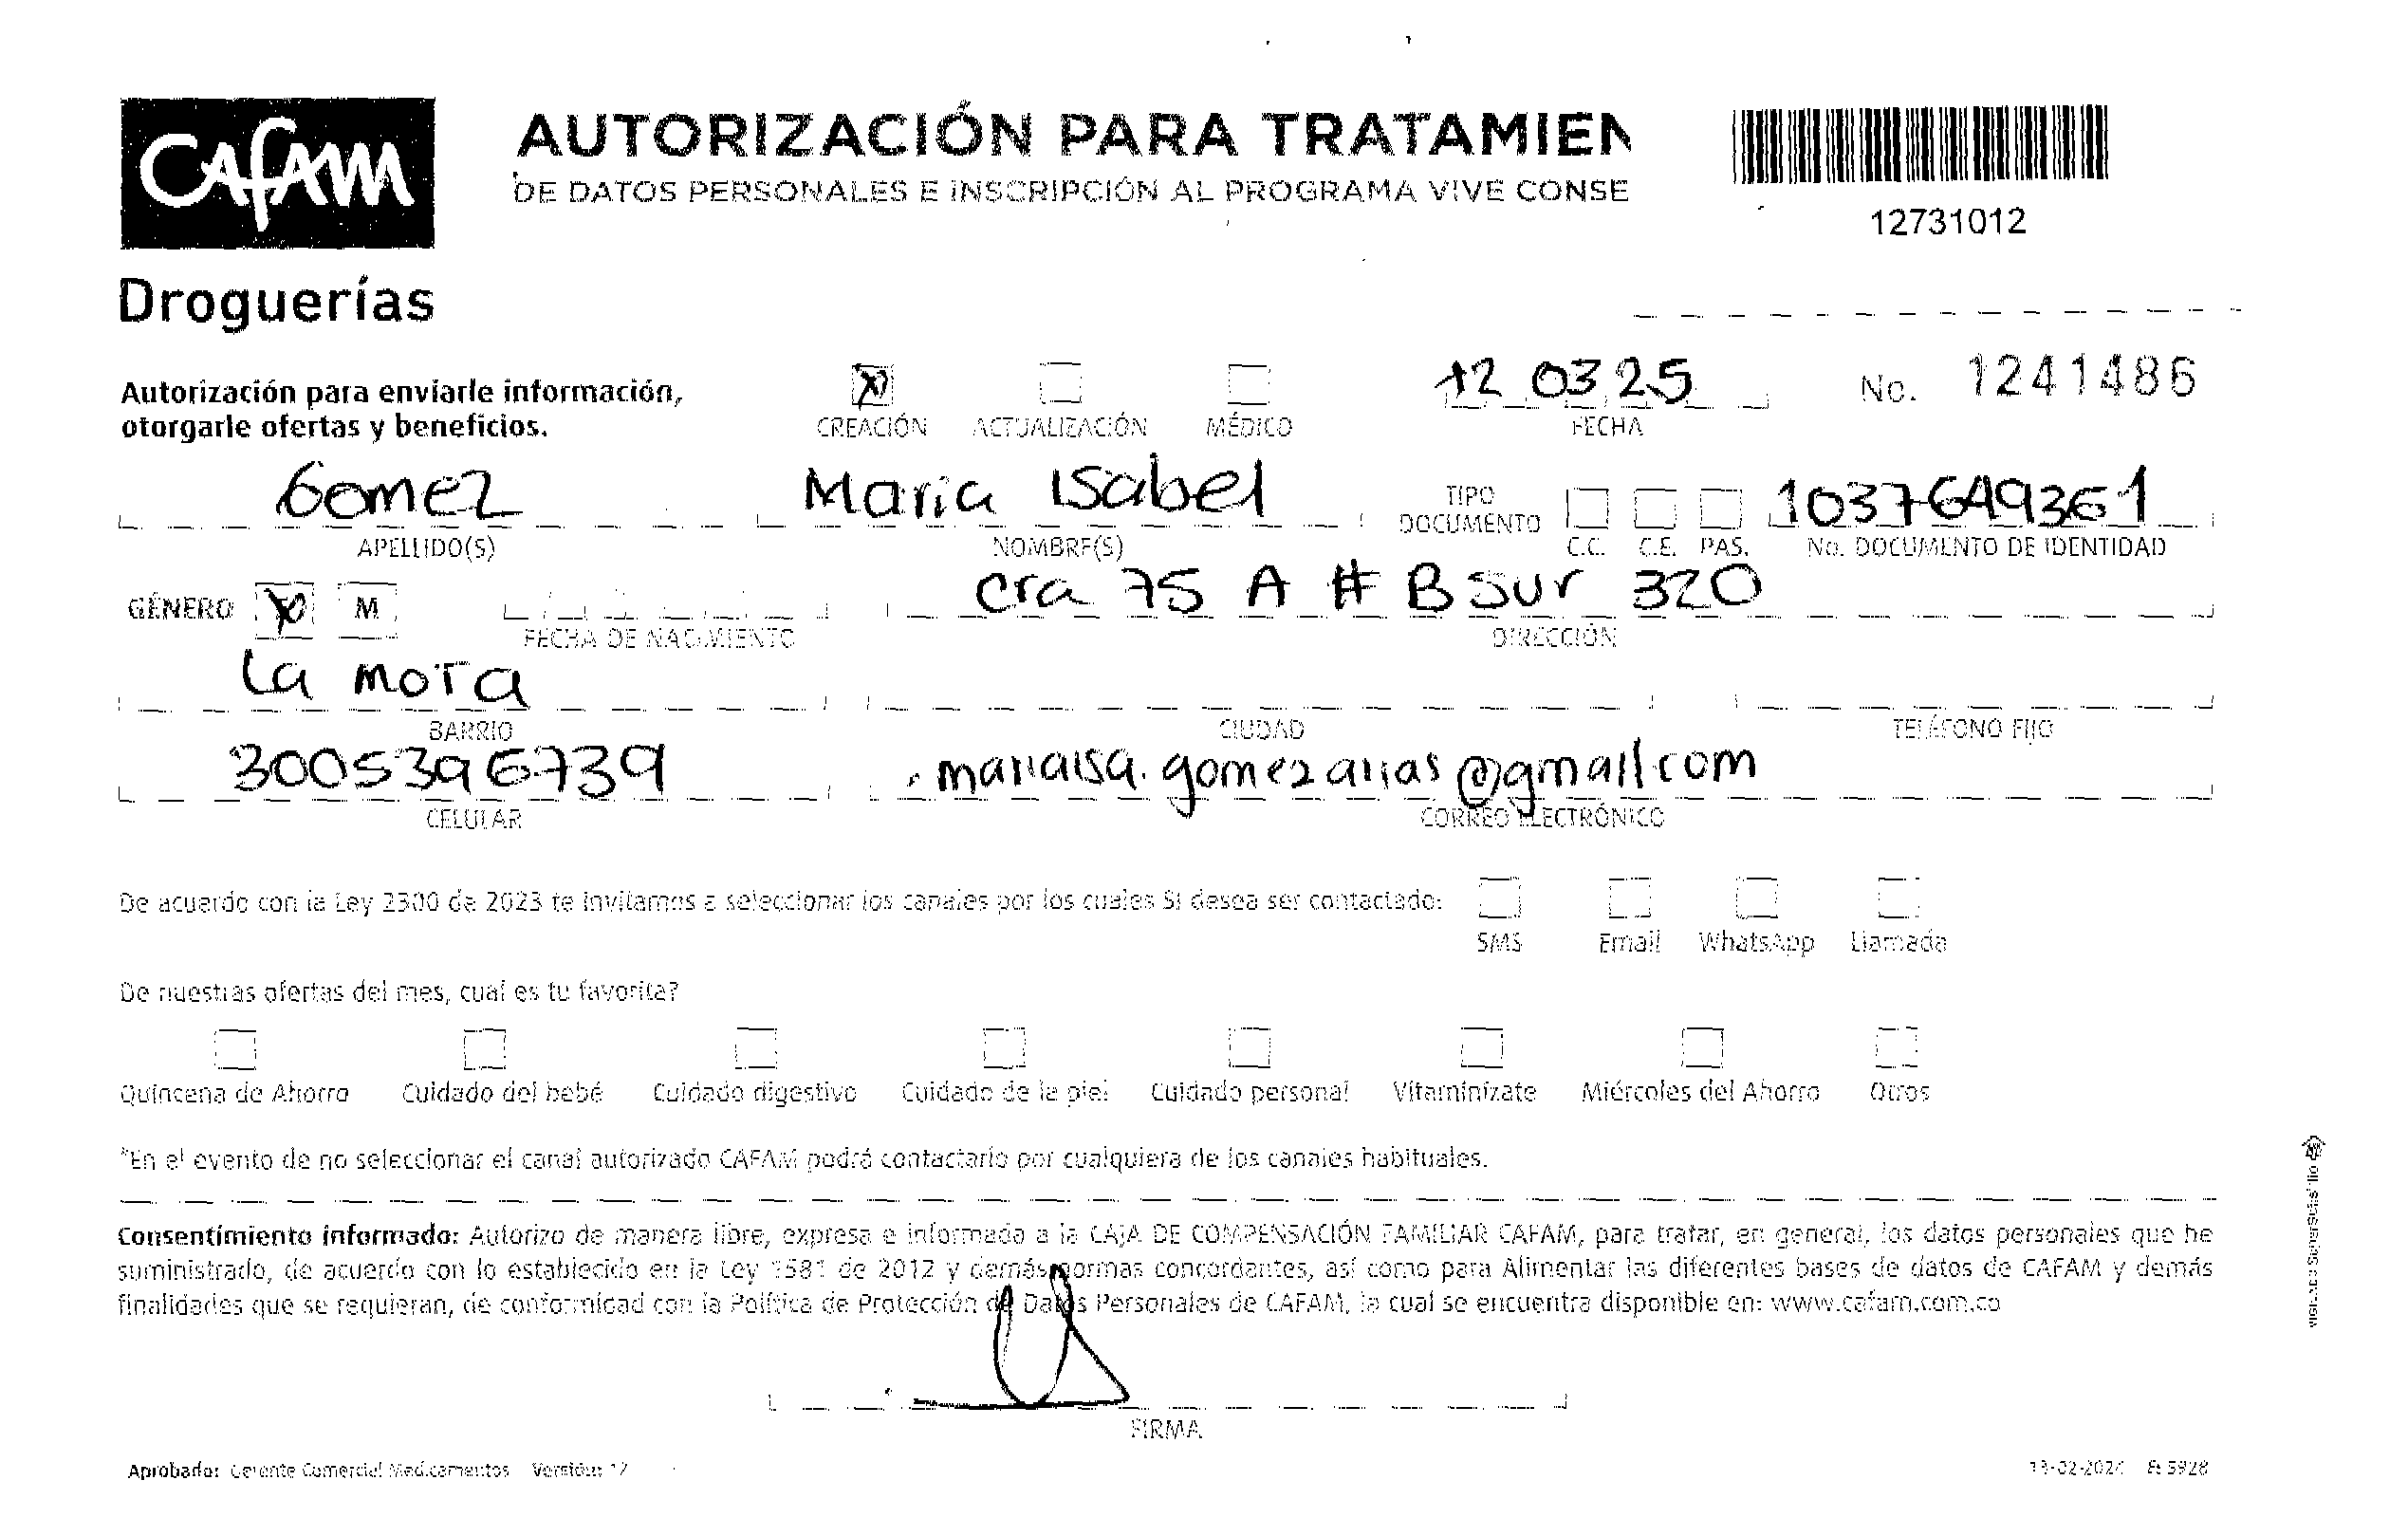 CAfAM
Droguerías
AUTORIZACIÓN PARA TRATAMIEN
DE DATOS PERSONALES E INSCRIPCIÓN AL PROGRAMA VIVE CONSE
12731012
Autorización para enviarle información,
otorgarle ofertas y beneficios.
X CREACIÓN ACTUALIZACIÓN MÉDICO
12 03 25
FECHA
No. 1241486
Gomez
APELLIDO(S)
Maria Isabel
NOMBRE(S)
TIPO
DOCUMENTO
C.C. C.E. PAS.
1037649361
No. DOCUMENTO DE IDENTIDAD
GÉNERO X M
FECHA DE NACIMIENTO
cra 75 A # B sur 320
DIRECCIÓN
La mota
BARRIO
CIUDAD
TELÉFONO FIJO
3005396739
CELULAR
mariaisa.gomezarias@gmail.com
CORREO ELECTRÓNICO
De acuerdo con la Ley 2300 de 2023 te invitamos a seleccionar los canales por los cuales SI desea ser contactado:
SMS Email WhatsApp Llamada
De nuestras ofertas del mes, cual es tu favorita?
Quincena de Ahorro Cuidado del bebé Cuidado digestivo Cuidado de la piel Cuidado personal Vitaminízate Miércoles del Ahorro Otros
*En el evento de no seleccionar el canal autorizado CAFAM podrá contactarlo por cualquiera de los canales habituales.
Consentimiento informado: Autorizo de manera libre, expresa e informada a la CAJA DE COMPENSACIÓN FAMILIAR CAFAM, para tratar, en general, los datos personales que he
suministrado, de acuerdo con lo establecido en la Ley 1581 de 2012 y demás normas concordantes, así como para Alimentar las diferentes bases de datos de CAFAM y demás
finalidades que se requieran, de conformidad con la Política de Protección de Datos Personales de CAFAM, la cual se encuentra disponible en: www.cafam.com.co
FIRMA
Aprobado: Gerente Comercial Medicamentos Versión: 12